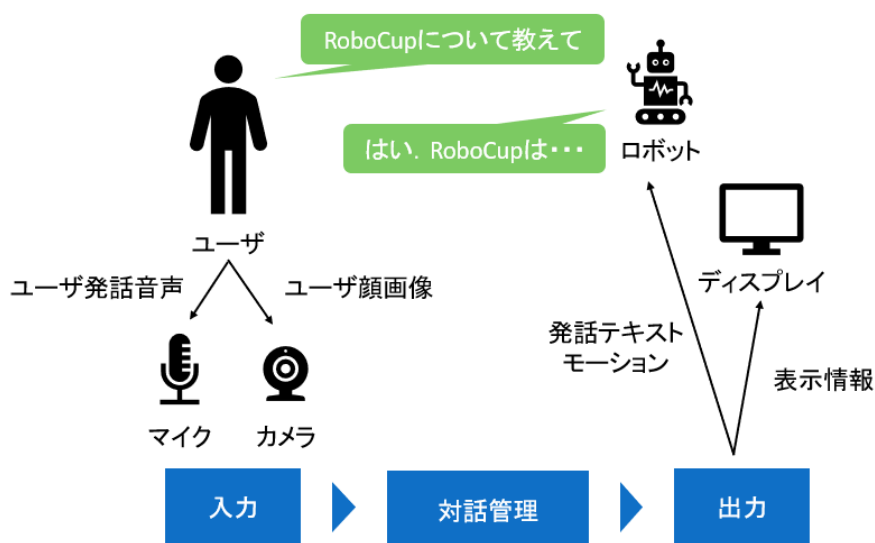 RoboCupについて教えて
はい．RoboCupは・・・
ロボット
ユーザ
ディスプレイ
ユーザ発話音声
ユーザ顔画像
発話テキスト
モーション
表示情報
マイク
カメラ
入力
対話管理
出力